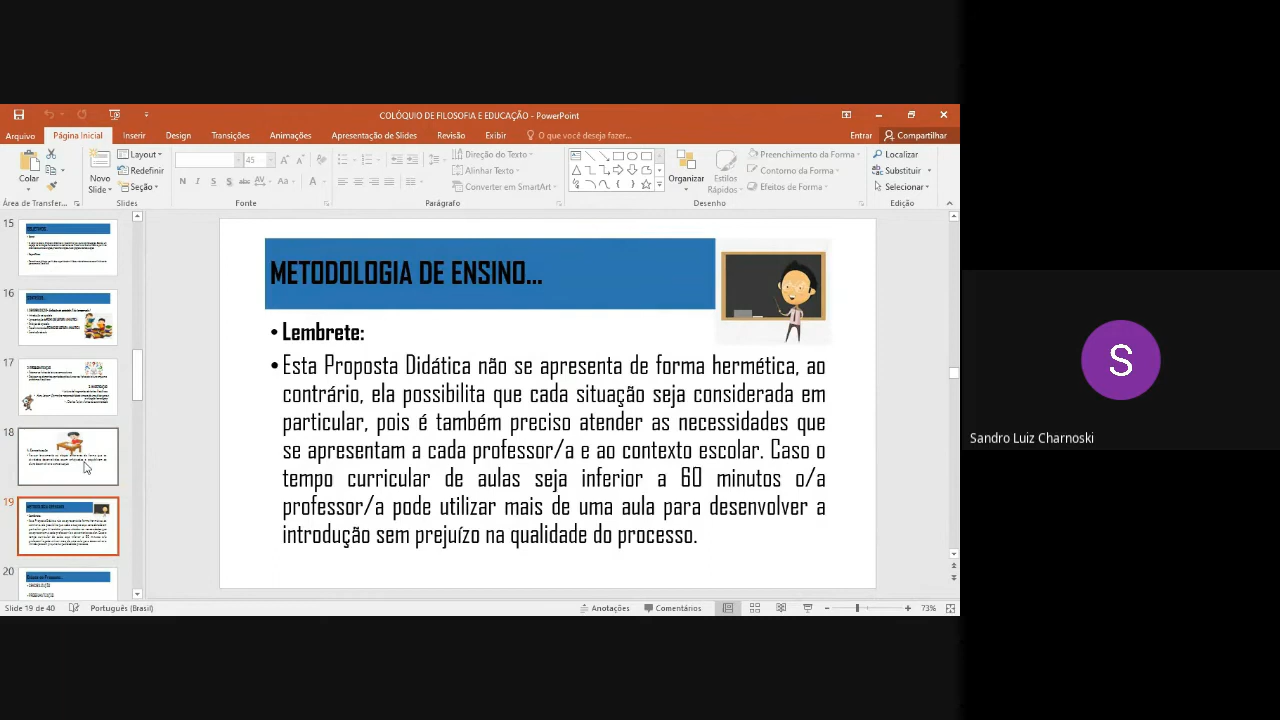 COLÓQUIO DE FILOSOFIA E EDUCAÇÃO - PowerPoint
Arquivo Página Inicial Inserir Design Transições Animações Apresentação de Slides Revisão Exibir O que você deseja fazer... Entrar Compartilhar
Colar
Área de Transfer...
Novo Slide
Layout
Redefinir
Seção
Slides
45
Fonte
Direção do Texto
Alinhar Texto
Converter em SmartArt
Parágrafo
Organizar
Estilos Rápidos
Preenchimento da Forma
Contorno da Forma
Efeitos de Forma
Desenho
Localizar
Substituir
Selecionar
Edição
15
16
17
18
19
20
METODOLOGIA DE ENSINO...
• Lembrete:
• Esta Proposta Didática não se apresenta de forma hermética, ao
contrário, ela possibilita que cada situação seja considerada em
particular, pois é também preciso atender as necessidades que
se apresentam a cada professor/a e ao contexto escolar. Caso o
tempo curricular de aulas seja inferior a 60 minutos o/a
professor/a pode utilizar mais de uma aula para desenvolver a
introdução sem prejuízo na qualidade do processo.
Slide 19 de 40 Português (Brasil) Anotações Comentários 73%
S
Sandro Luiz Charnoski